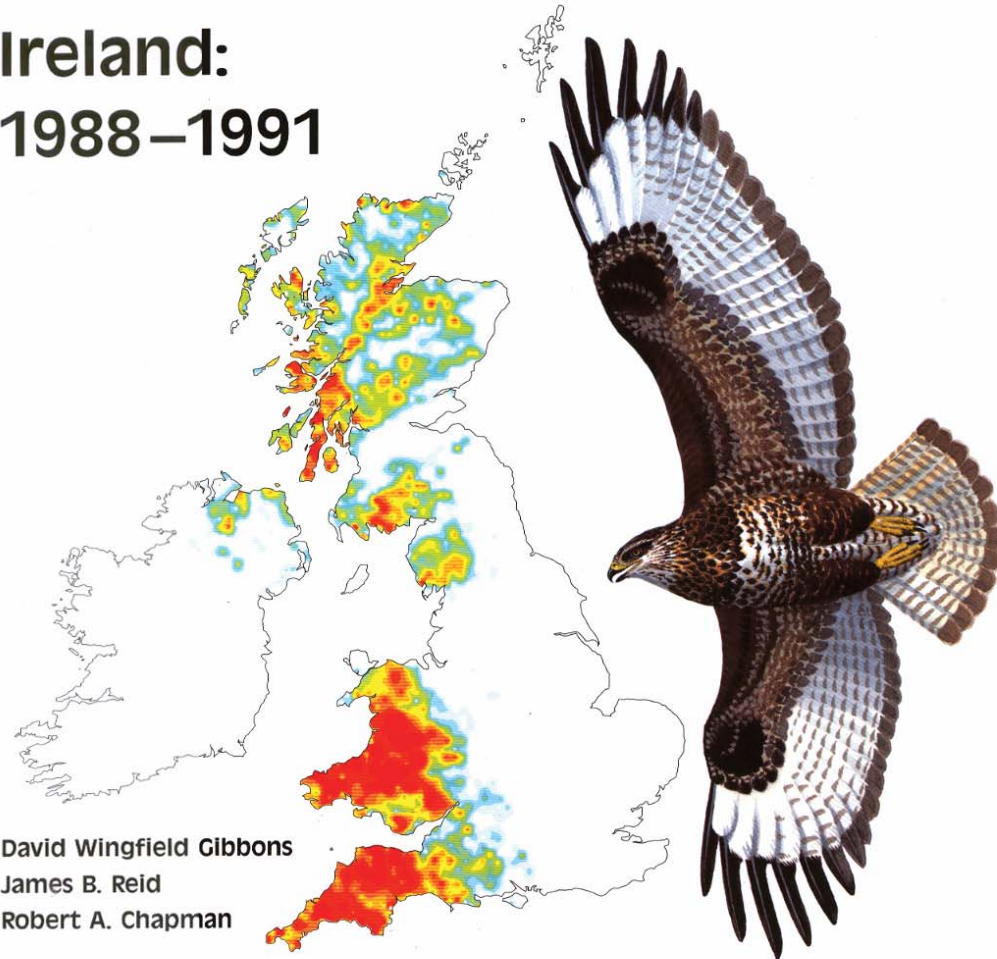 Ireland:
1988–1991
David Wingfield Gibbons
James B. Reid
Robert A. Chapman